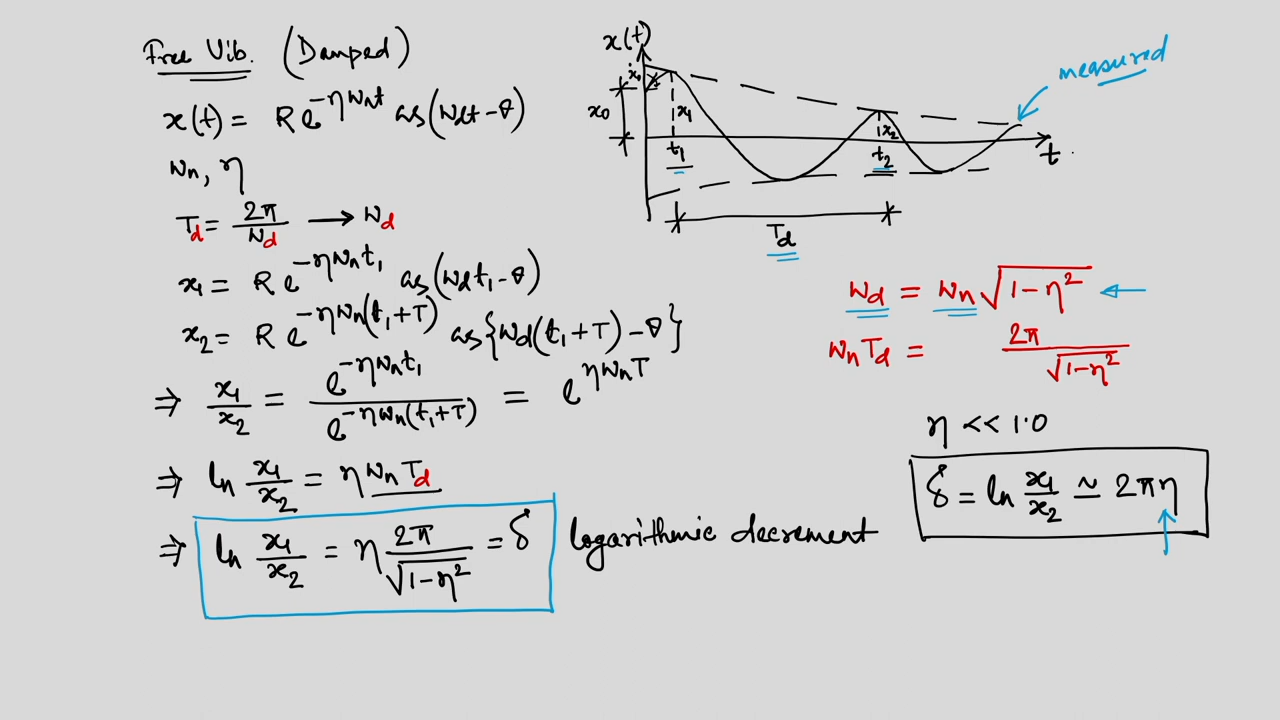 Free Vib. (Damped)
x(t) = R e^{-ηω_n t} cos(ω_d t - θ)
ω_n, η
T_d = 2π/ω_d → ω_d
x_1 = R e^{-ηω_n t_1} cos(ω_d t_1 - θ)
x_2 = R e^{-ηω_n(t_1+T)} cos{ω_d(t_1+T) - θ}
⇒ x_1/x_2 = e^{-ηω_n t_1}/e^{-ηω_n(t_1+T)} = e^{ηω_n T}
⇒ ln x_1/x_2 = η ω_n T_d
⇒ ln x_1/x_2 = η 2π/√(1-η²) = δ logarithmic decrement
x(t)
measured
ẋ_0
x_0
x_1
x_2
t_1
t_2
t
T_d
ω_d = ω_n √(1-η²) ←
ω_n T_d = 2π/√(1-η²)
η << 1.0
δ = ln x_1/x_2 ≃ 2πη